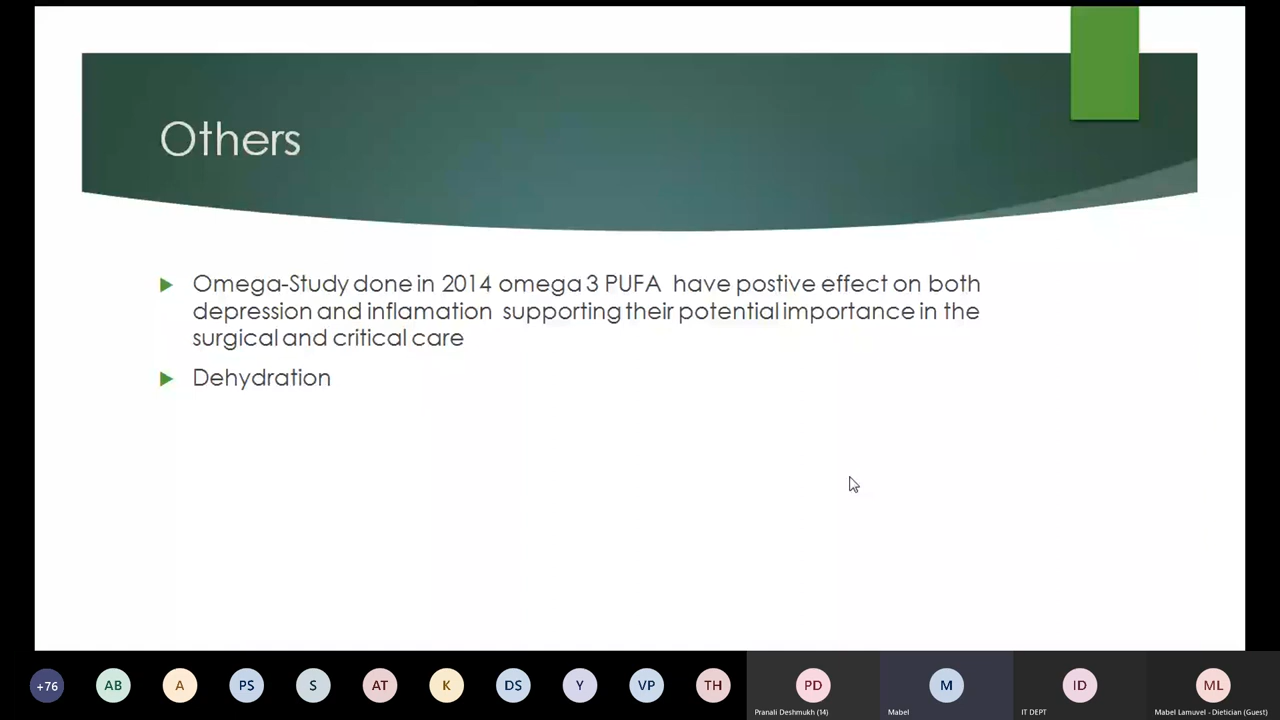 Others
Omega-Study done in 2014 omega 3 PUFA have postive effect on both
depression and inflamation supporting their potential importance in the
surgical and critical care
Dehydration
+76
AB
A
PS
S
AT
K
DS
Y
VP
TH
PD
M
ID
ML
Pranali Deshmukh (14)
Mabel
IT DEPT
Mabel Lamuvel - Dietician (Guest)